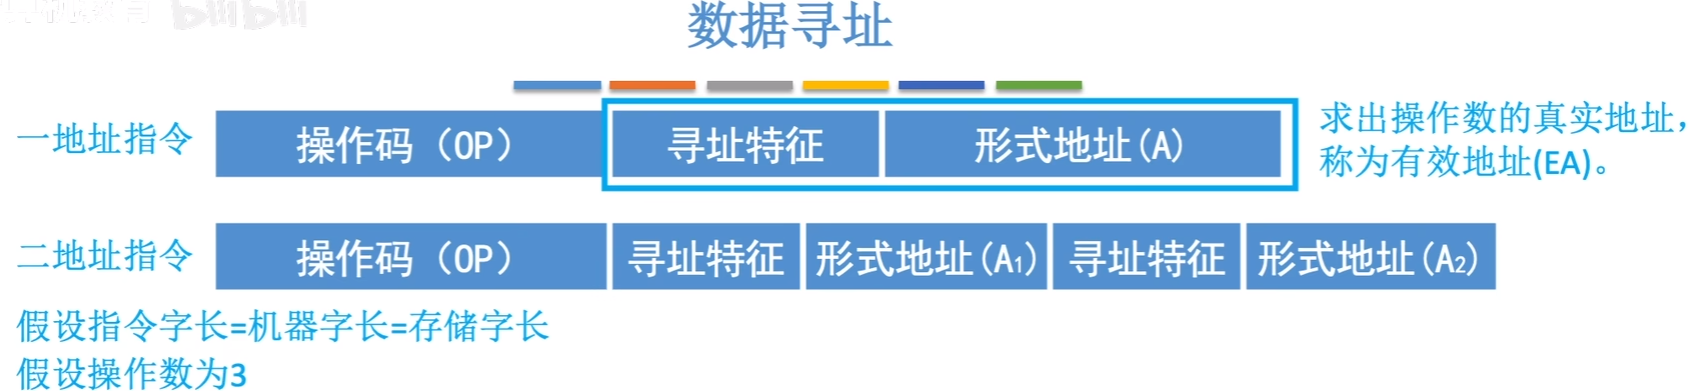 数据寻址
一地址指令 操作码（OP） 寻址特征 形式地址(A) 求出操作数的真实地址，
称为有效地址(EA)。
二地址指令 操作码（OP） 寻址特征 形式地址(A1) 寻址特征 形式地址(A2)
假设指令字长=机器字长=存储字长
假设操作数为3